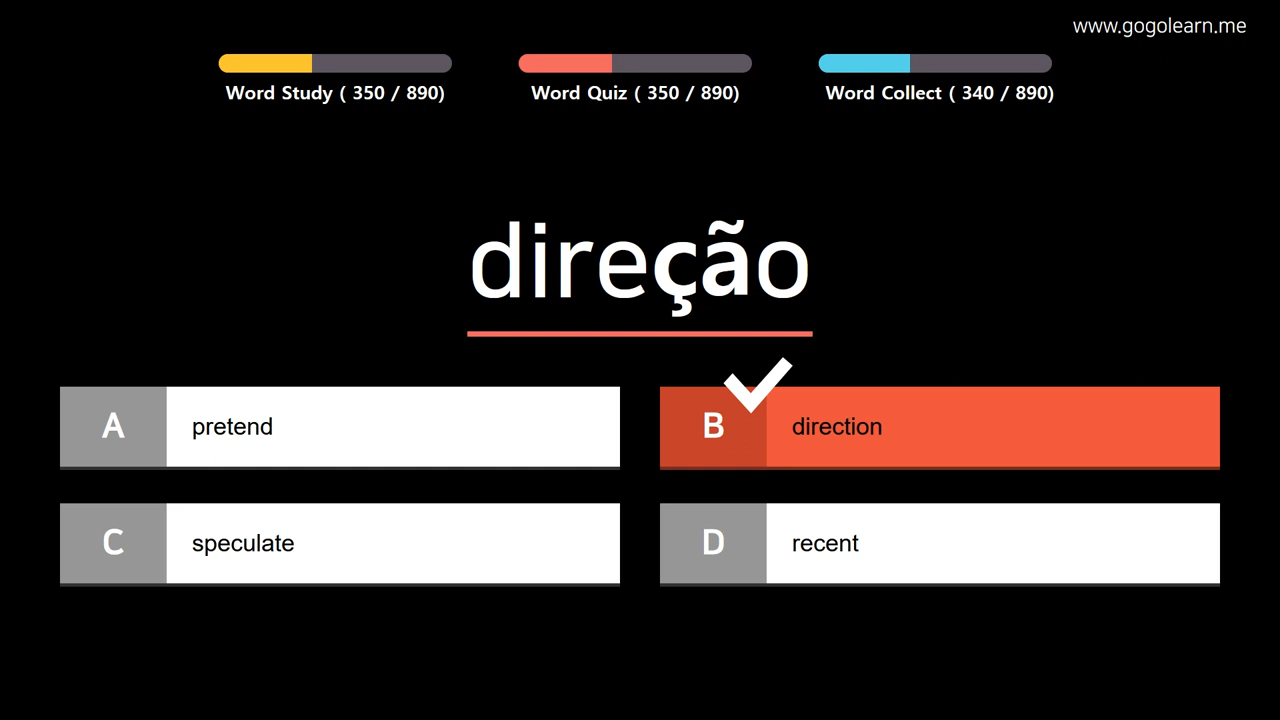 www.gogolearn.me
Word Study ( 350 / 890)
Word Quiz ( 350 / 890)
Word Collect ( 340 / 890)
direção
A pretend
B direction
C speculate
D recent